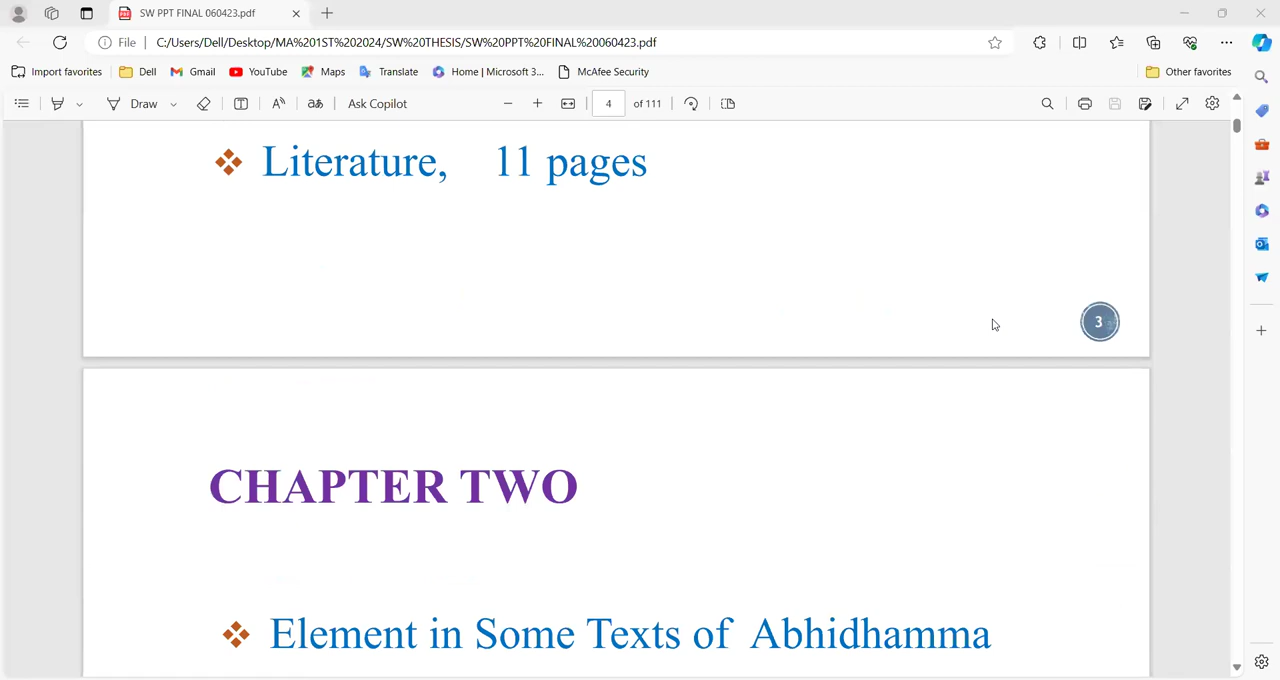 SW PPT FINAL 060423.pdf
File C:/Users/Dell/Desktop/MA%201ST%202024/SW%20THESIS/SW%20PPT%20FINAL%20060423.pdf
Import favorites Dell Gmail YouTube Maps Translate Home | Microsoft 3... McAfee Security Other favorites
Draw Ask Copilot 4 of 111
Literature, 11 pages
3
CHAPTER TWO
Element in Some Texts of Abhidhamma